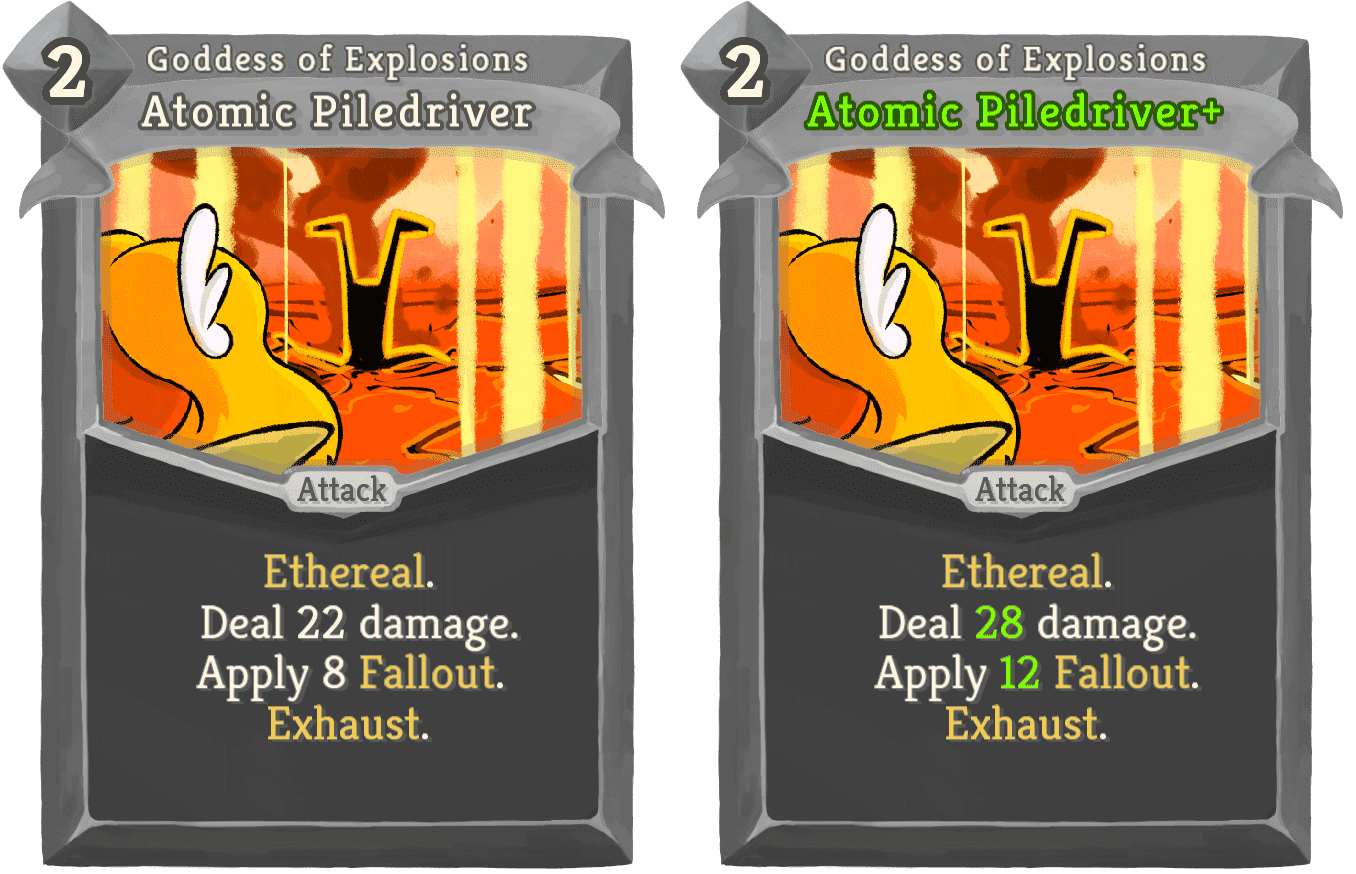 2
Goddess of Explosions
Atomic Piledriver
Attack
Ethereal.
Deal 22 damage.
Apply 8 Fallout.
Exhaust.
2
Goddess of Explosions
Atomic Piledriver+
Attack
Ethereal.
Deal 28 damage.
Apply 12 Fallout.
Exhaust.